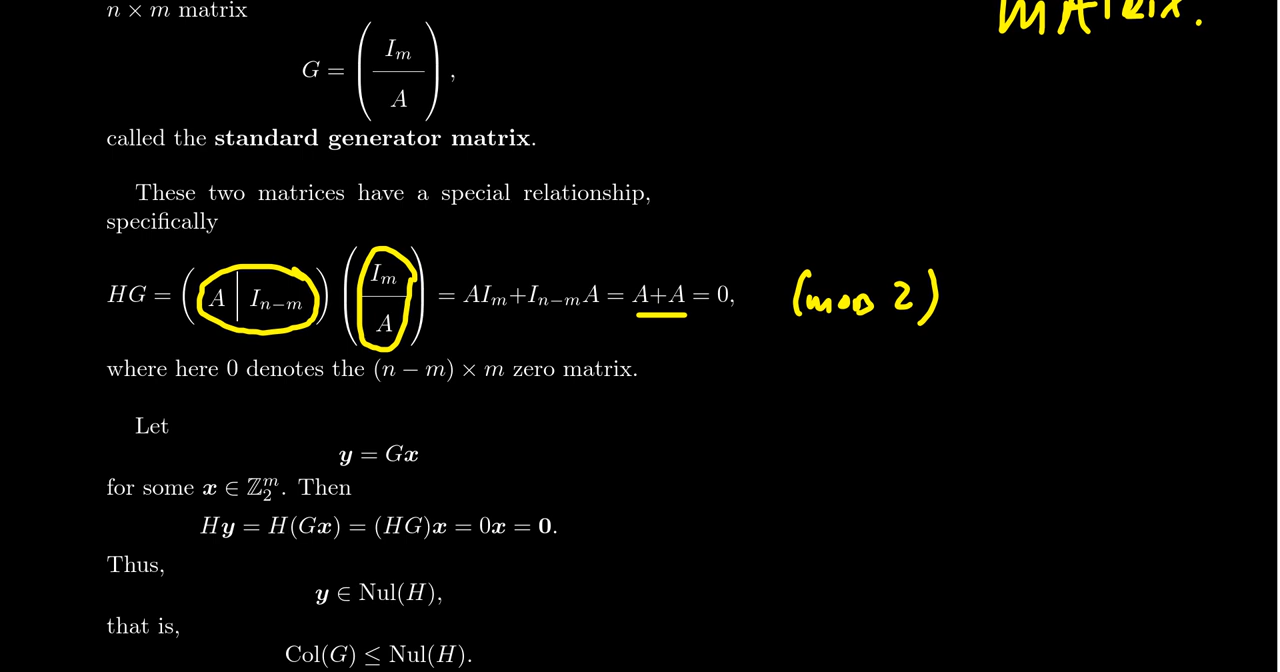 n × m matrix
MATRIX.
G = ( I_m / A ),
called the standard generator matrix.
These two matrices have a special relationship,
specifically
HG = ( A | I_{n−m} ) ( I_m / A ) = AI_m+I_{n−m}A = A+A = 0, (MOD 2)
where here 0 denotes the (n − m) × m zero matrix.
Let
y = Gx
for some x ∈ ℤ₂^m. Then
Hy = H(Gx) = (HG)x = 0x = 0.
Thus,
y ∈ Nul(H),
that is,
Col(G) ≤ Nul(H).